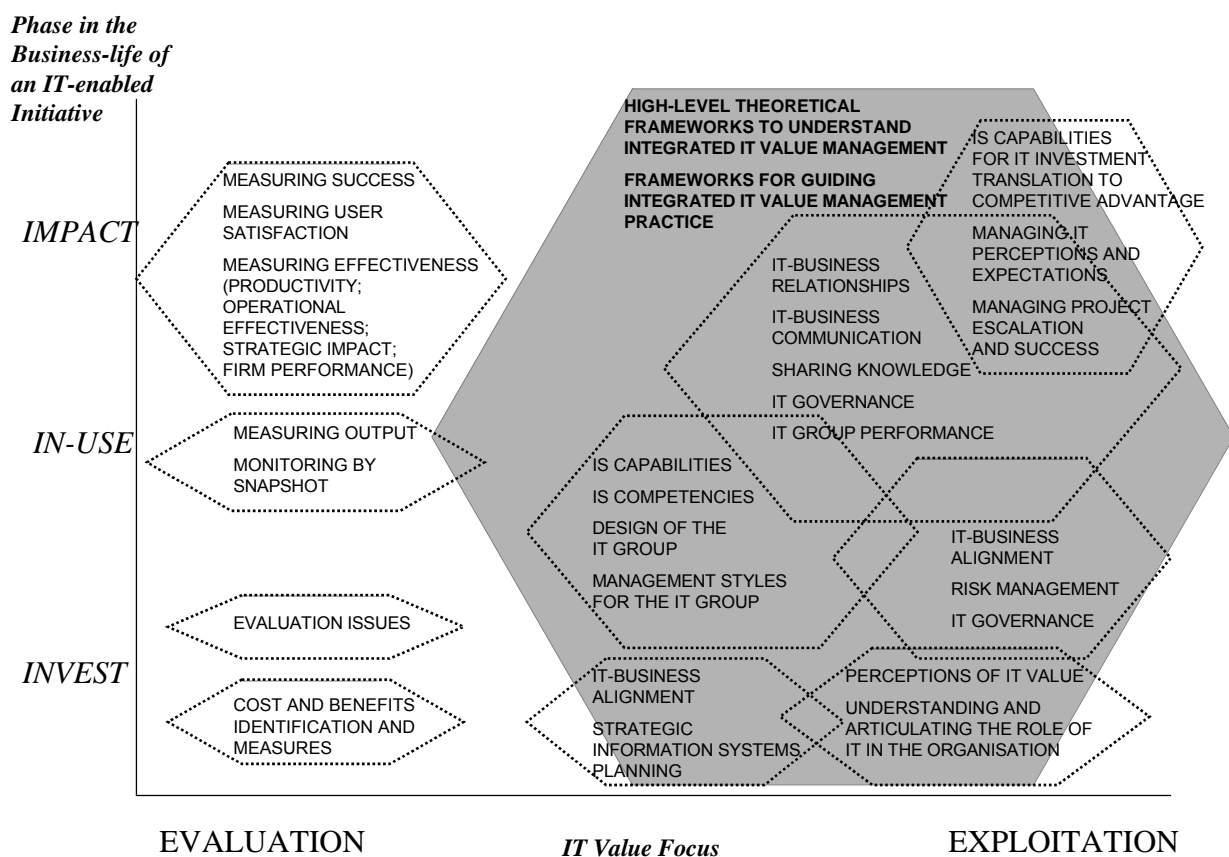 Phase in the
Business-life of
an IT-enabled
Initiative
HIGH-LEVEL THEORETICAL
FRAMEWORKS TO UNDERSTAND
INTEGRATED IT VALUE MANAGEMENT
FRAMEWORKS FOR GUIDING
INTEGRATED IT VALUE MANAGEMENT
PRACTICE
IS CAPABILITIES
FOR IT INVESTMENT
TRANSLATION TO
COMPETITIVE ADVANTAGE
MANAGING IT
PERCEPTIONS AND
EXPECTATIONS
MANAGING PROJECT
ESCALATION
AND SUCCESS
IMPACT
MEASURING SUCCESS
MEASURING USER
SATISFACTION
MEASURING EFFECTIVENESS
(PRODUCTIVITY;
OPERATIONAL
EFFECTIVENESS;
STRATEGIC IMPACT;
FIRM PERFORMANCE)
IT-BUSINESS
RELATIONSHIPS
IT-BUSINESS
COMMUNICATION
SHARING KNOWLEDGE
IT GOVERNANCE
IT GROUP PERFORMANCE
IN-USE
MEASURING OUTPUT
MONITORING BY
SNAPSHOT
IS CAPABILITIES
IS COMPETENCIES
DESIGN OF THE
IT GROUP
MANAGEMENT STYLES
FOR THE IT GROUP
IT-BUSINESS
ALIGNMENT
RISK MANAGEMENT
IT GOVERNANCE
INVEST
EVALUATION ISSUES
COST AND BENEFITS
IDENTIFICATION AND
MEASURES
IT-BUSINESS
ALIGNMENT
STRATEGIC
INFORMATION SYSTEMS
PLANNING
PERCEPTIONS OF IT VALUE
UNDERSTANDING AND
ARTICULATING THE ROLE OF
IT IN THE ORGANISATION
EVALUATION
IT Value Focus
EXPLOITATION